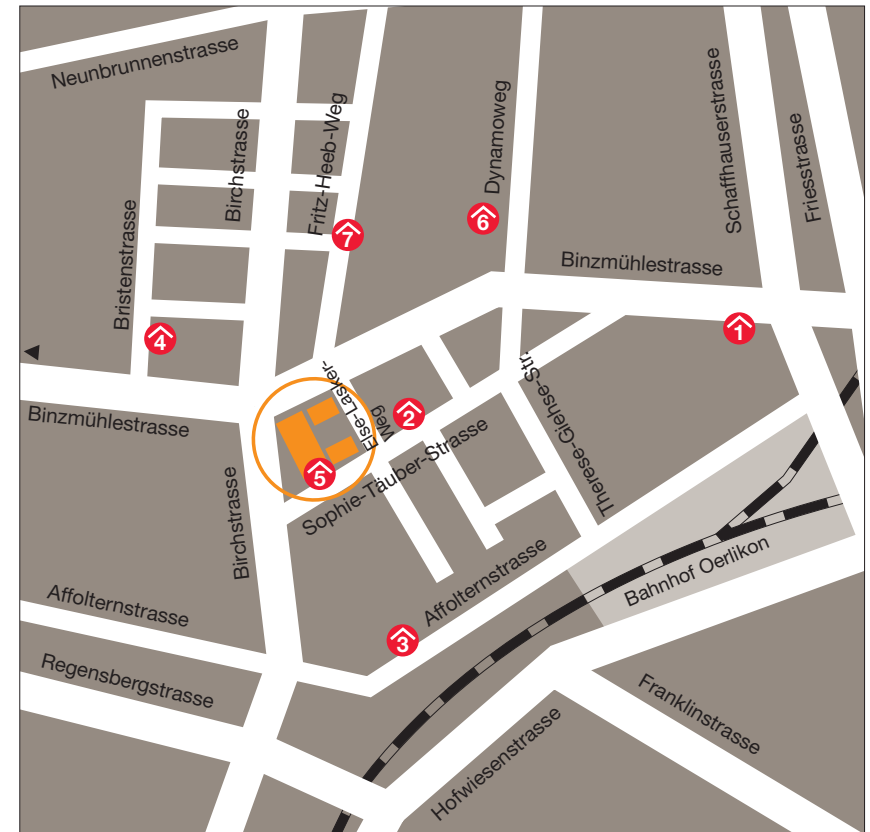 Neunbrunnenstrasse
Birchstrasse
Fritz-Heeb-Weg
Dynamoweg
Schaffhauserstrasse
Friesstrasse
Bristenstrasse
6
7
Binzmühlestrasse
1
4
Binzmühlestrasse
Else-Lasker-
Weg
2
Therese-Giehse-Str.
5
Sophie-Täuber-Strasse
Birchstrasse
Affolternstrasse
Affolternstrasse
Bahnhof Oerlikon
3
Regensbergstrasse
Franklinstrasse
Hofwiesenstrasse